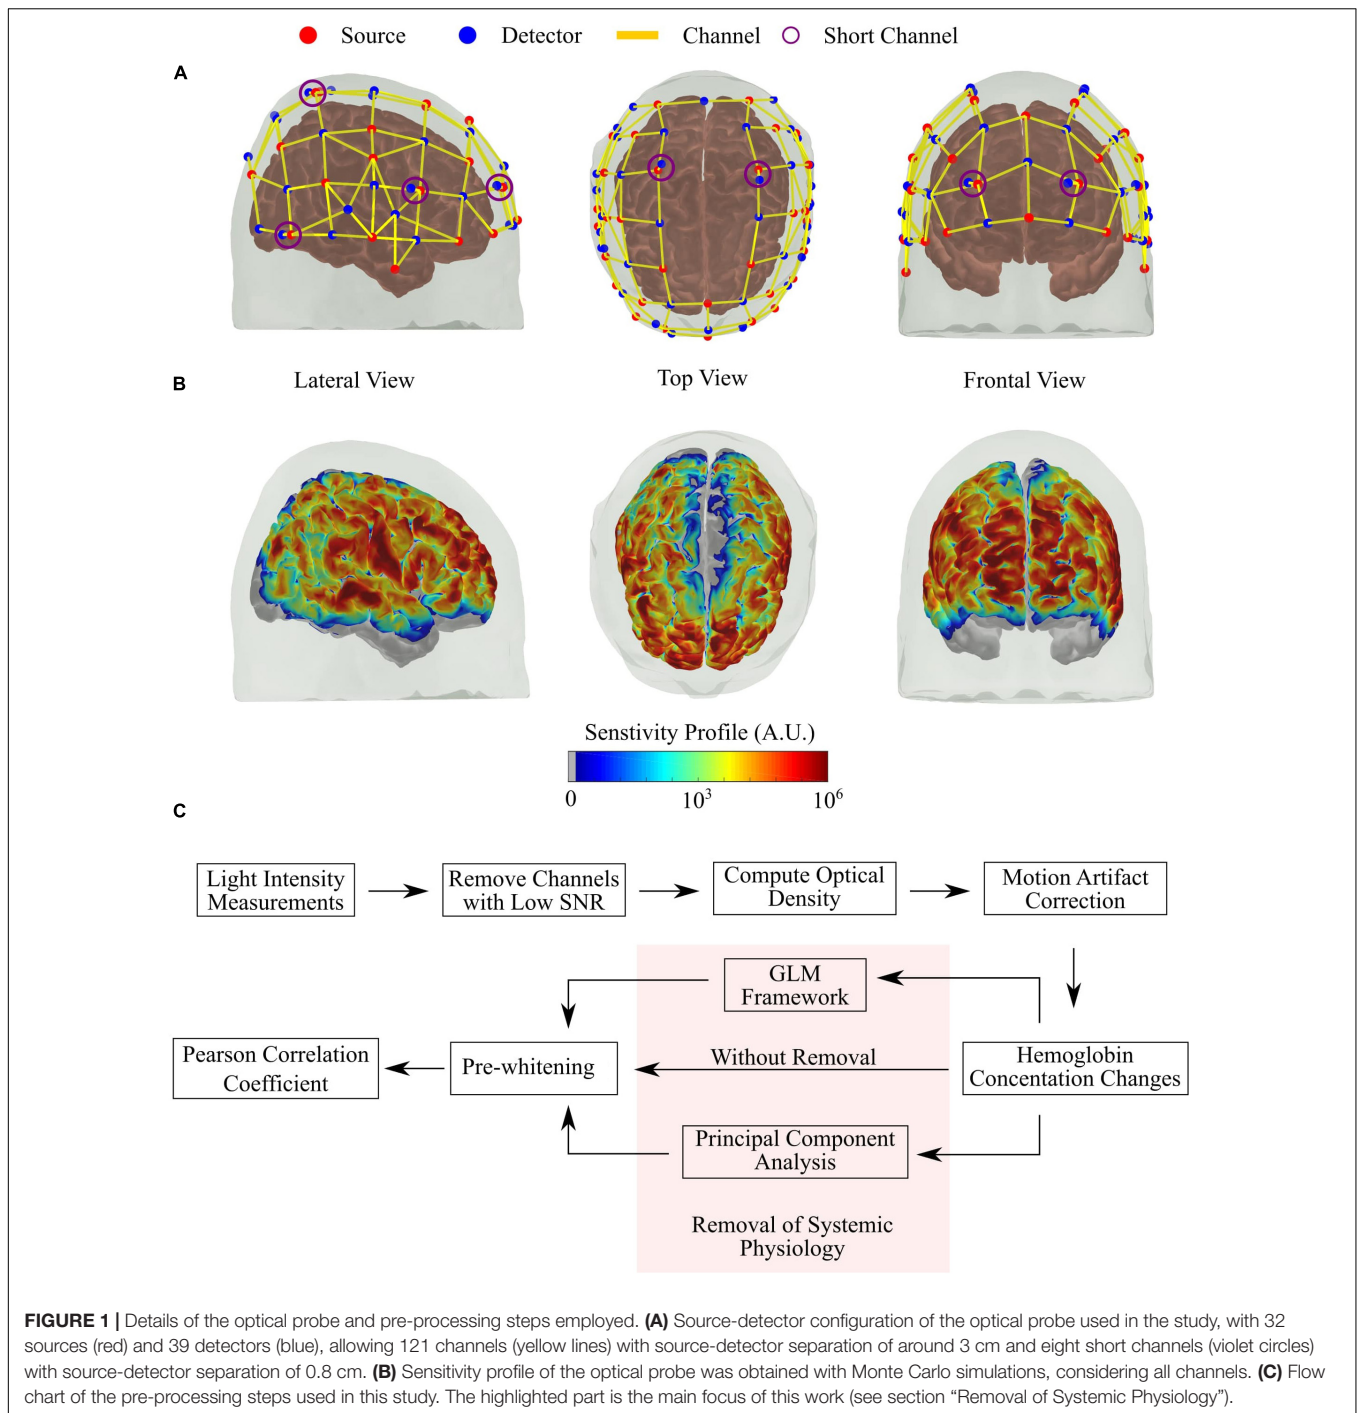 Source Detector Channel Short Channel
A
Lateral View Top View Frontal View
B
Senstivity Profile (A.U.)
0 10³ 10⁶
C
Light Intensity
Measurements
Remove Channels
with Low SNR
Compute Optical
Density
Motion Artifact
Correction
GLM
Framework
Pearson Correlation
Coefficient
Pre-whitening
Without Removal
Hemoglobin
Concentation Changes
Principal Component
Analysis
Removal of Systemic
Physiology
FIGURE 1 | Details of the optical probe and pre-processing steps employed. (A) Source-detector configuration of the optical probe used in the study, with 32
sources (red) and 39 detectors (blue), allowing 121 channels (yellow lines) with source-detector separation of around 3 cm and eight short channels (violet circles)
with source-detector separation of 0.8 cm. (B) Sensitivity profile of the optical probe was obtained with Monte Carlo simulations, considering all channels. (C) Flow
chart of the pre-processing steps used in this study. The highlighted part is the main focus of this work (see section “Removal of Systemic Physiology”).